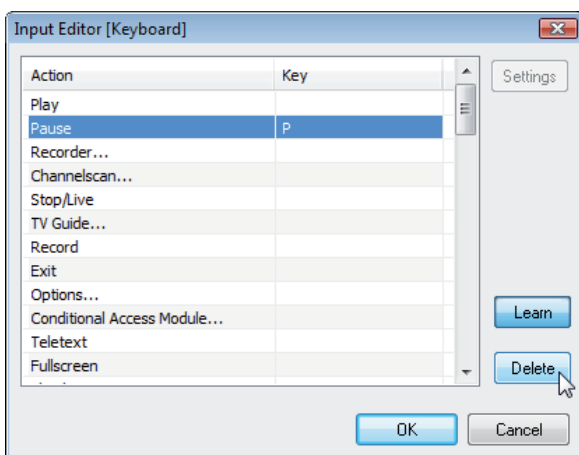 Input Editor [Keyboard]
Action Key
Settings
Play
Pause P
Recorder...
Channelscan...
Stop/Live
TV Guide...
Record
Exit
Options...
Conditional Access Module...
Learn
Teletext
Fullscreen
Delete
OK Cancel